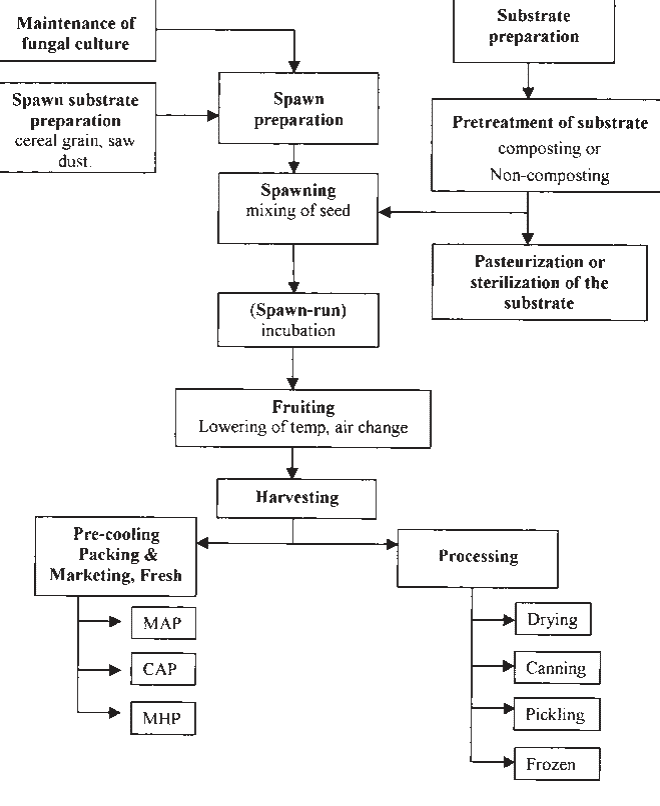 Maintenance of
fungal culture
Substrate
preparation
Spawn substrate
preparation
cereal grain, saw
dust.
Spawn
preparation
Pretreatment of substrate
composting or
Non-composting
Spawning
mixing of seed
Pasteurization or
sterilization of the
substrate
(Spawn-run)
incubation
Fruiting
Lowering of temp, air change
Harvesting
Pre-cooling
Packing &
Marketing, Fresh
Processing
MAP
CAP
MHP
Drying
Canning
Pickling
Frozen